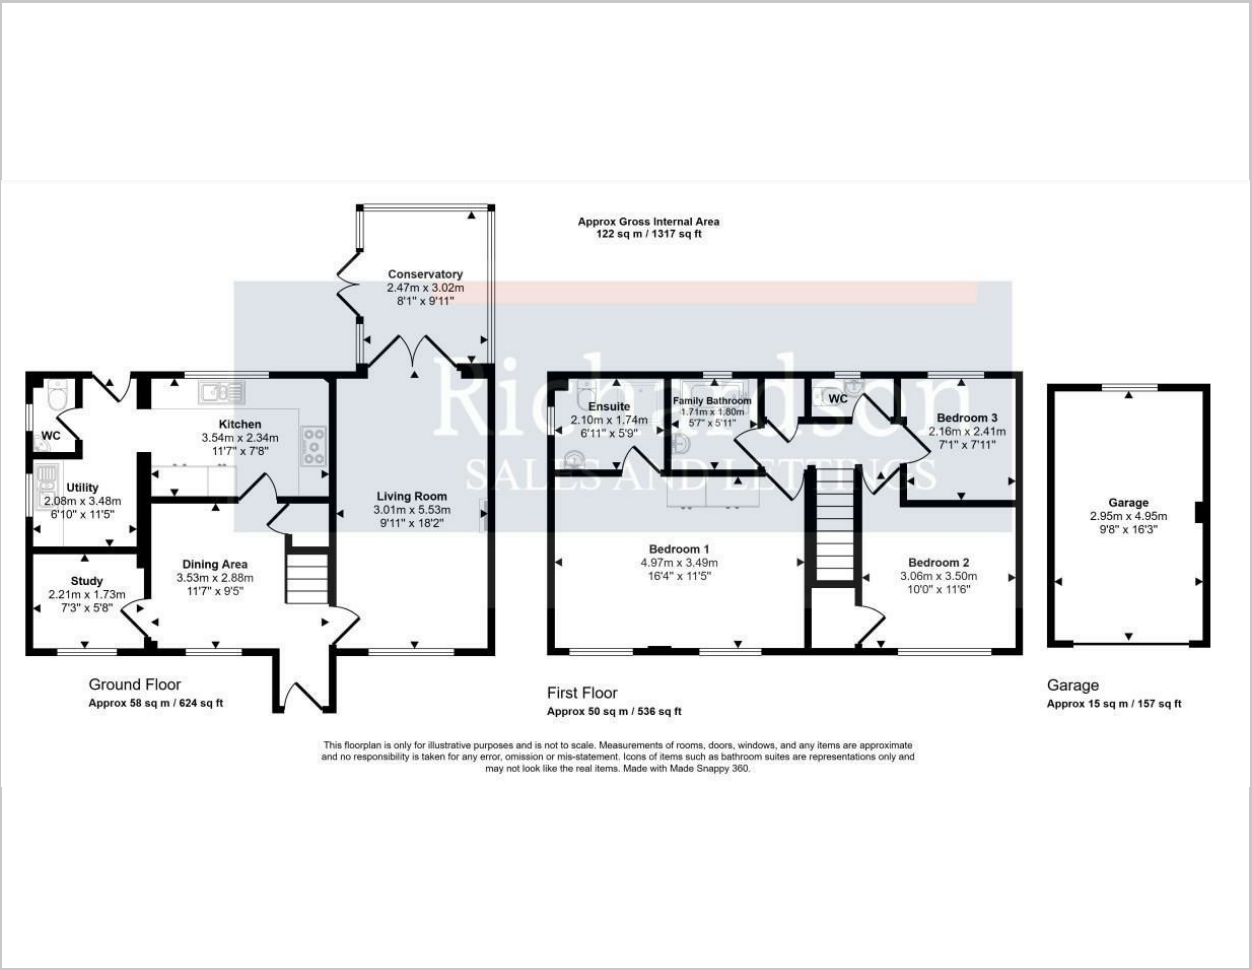 Approx Gross Internal Area
122 sq m / 1317 sq ft
Conservatory
2.47m x 3.02m
8'1" x 9'11"
Richardson
SALES AND LETTINGS
WC
Kitchen
3.54m x 2.34m
11'7" x 7'8"
Utility
2.08m x 3.48m
6'10" x 11'5"
Living Room
3.01m x 5.53m
9'11" x 18'2"
Dining Area
3.53m x 2.88m
11'7" x 9'5"
Study
2.21m x 1.73m
7'3" x 5'8"
Ground Floor
Approx 58 sq m / 624 sq ft
Ensuite
2.10m x 1.74m
6'11" x 5'9"
Family Bathroom
1.71m x 1.80m
5'7" x 5'11"
WC
Bedroom 3
2.16m x 2.41m
7'1" x 7'11"
Bedroom 1
4.97m x 3.49m
16'4" x 11'5"
Bedroom 2
3.06m x 3.50m
10'0" x 11'6"
First Floor
Approx 50 sq m / 536 sq ft
Garage
2.95m x 4.95m
9'8" x 16'3"
Garage
Approx 15 sq m / 157 sq ft
This floorplan is only for illustrative purposes and is not to scale. Measurements of rooms, doors, windows, and any items are approximate
and no responsibility is taken for any error, omission or mis-statement. Icons of items such as bathroom suites are representations only and
may not look like the real items. Made with Made Snappy 360.